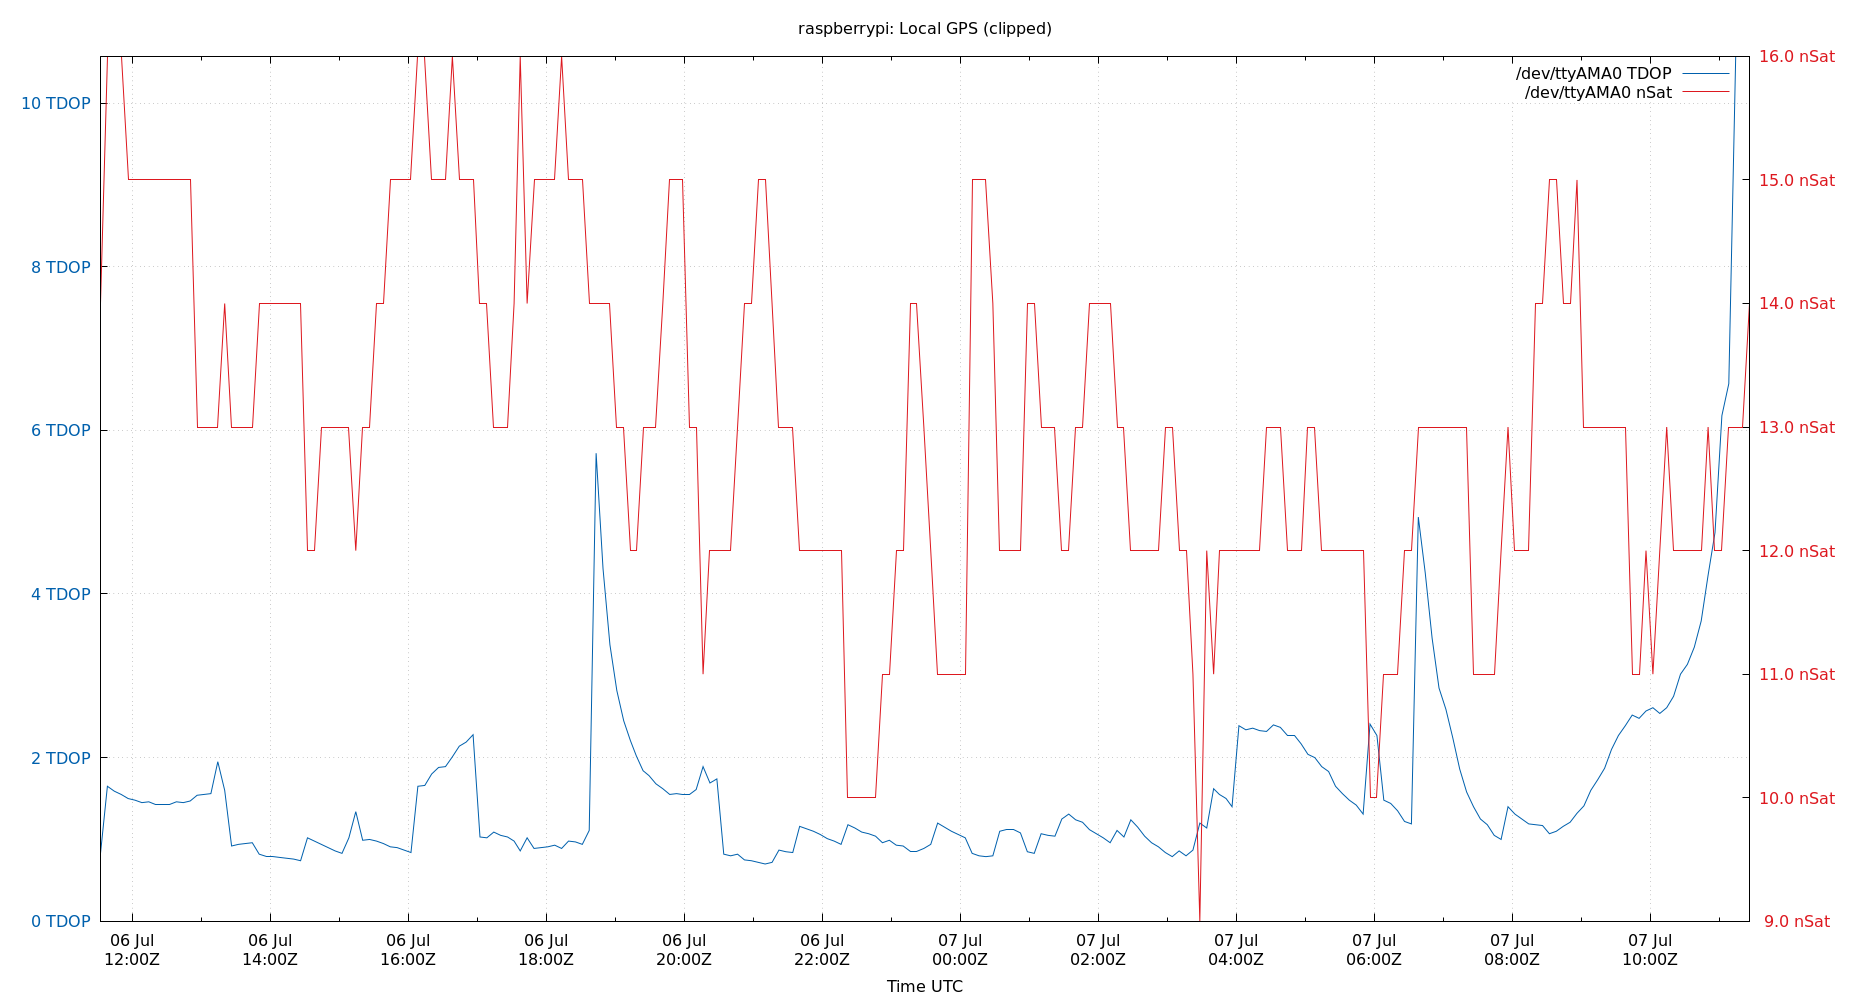 raspberrypi: Local GPS (clipped)
/dev/ttyAMA0 TDOP
/dev/ttyAMA0 nSat
10 TDOP
8 TDOP
6 TDOP
4 TDOP
2 TDOP
0 TDOP
16.0 nSat
15.0 nSat
14.0 nSat
13.0 nSat
12.0 nSat
11.0 nSat
10.0 nSat
9.0 nSat
06 Jul
12:00Z
06 Jul
14:00Z
06 Jul
16:00Z
06 Jul
18:00Z
06 Jul
20:00Z
06 Jul
22:00Z
07 Jul
00:00Z
07 Jul
02:00Z
07 Jul
04:00Z
07 Jul
06:00Z
07 Jul
08:00Z
07 Jul
10:00Z
Time UTC